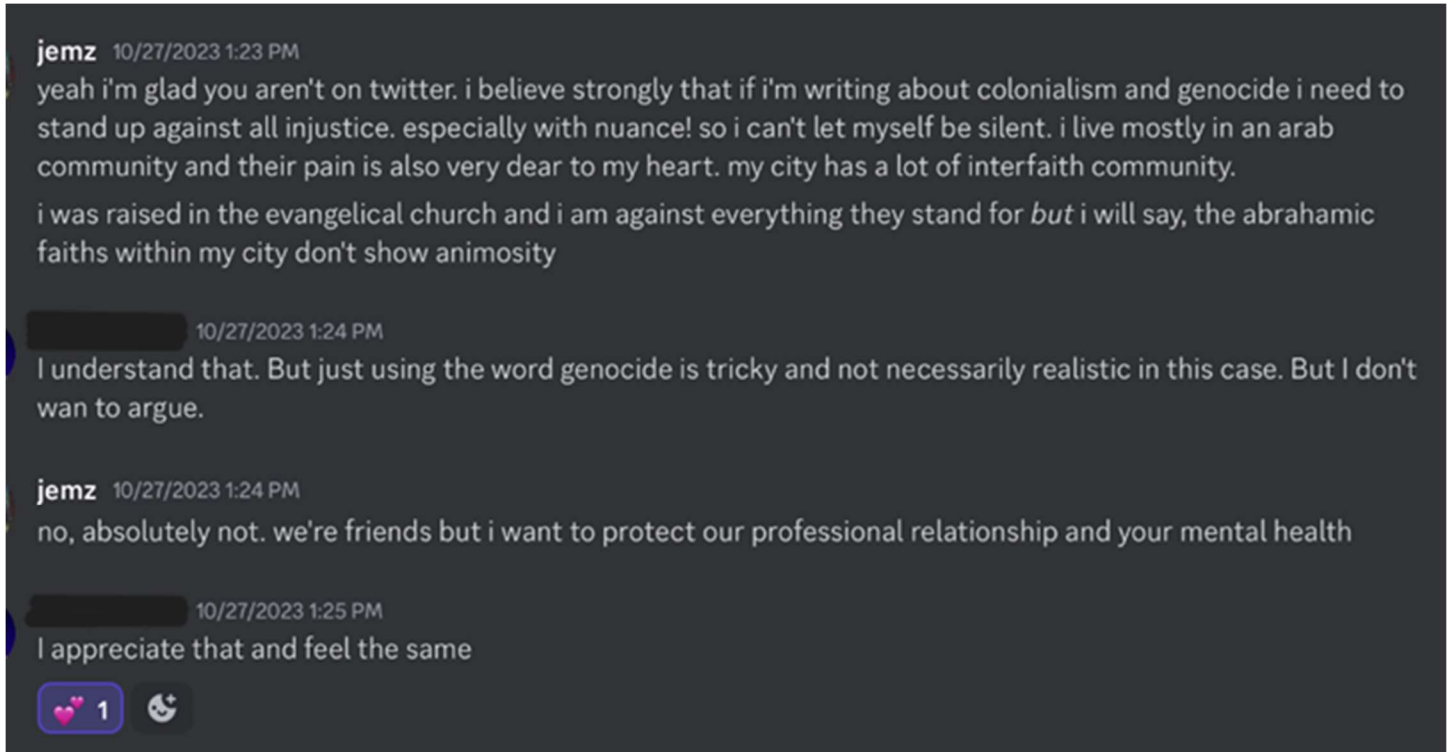 jemz 10/27/2023 1:23 PM
yeah i'm glad you aren't on twitter. i believe strongly that if i'm writing about colonialism and genocide i need to
stand up against all injustice. especially with nuance! so i can't let myself be silent. i live mostly in an arab
community and their pain is also very dear to my heart. my city has a lot of interfaith community.
i was raised in the evangelical church and i am against everything they stand for but i will say, the abrahamic
faiths within my city don't show animosity
10/27/2023 1:24 PM
I understand that. But just using the word genocide is tricky and not necessarily realistic in this case. But I don't
wan to argue.
jemz 10/27/2023 1:24 PM
no, absolutely not. we're friends but i want to protect our professional relationship and your mental health
10/27/2023 1:25 PM
I appreciate that and feel the same
💕 1